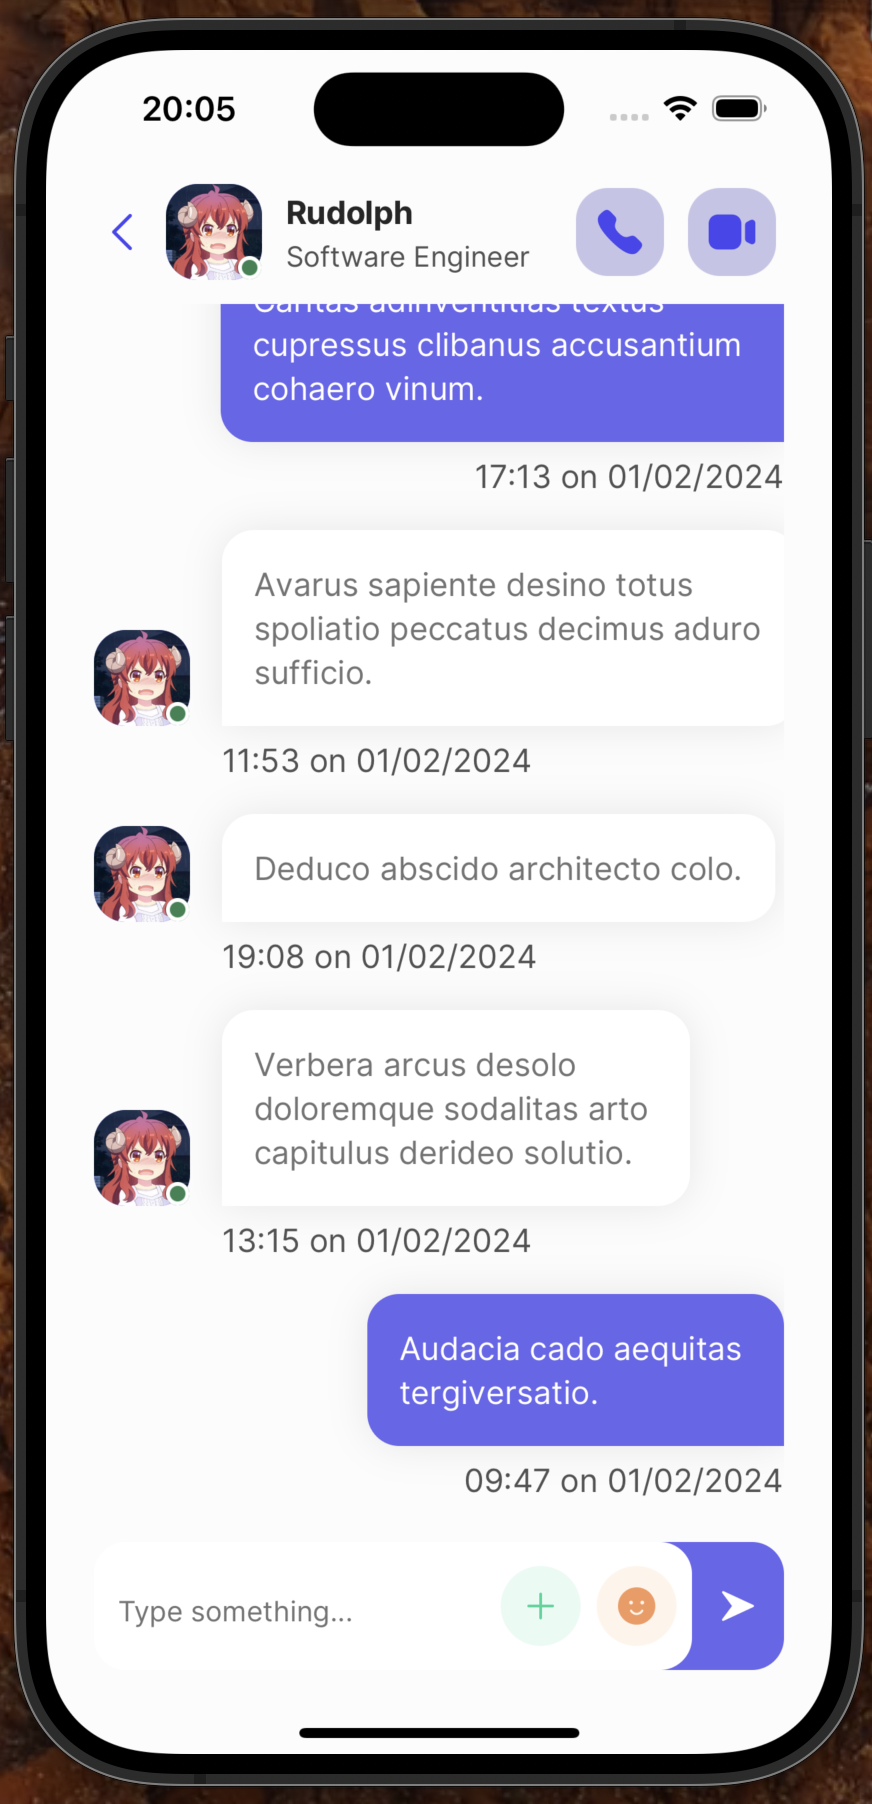 20:05
Rudolph
Software Engineer
Caritas adinventitias textus
cupressus clibanus accusantium
cohaero vinum.
17:13 on 01/02/2024
Avarus sapiente desino totus
spoliatio peccatus decimus aduro
sufficio.
11:53 on 01/02/2024
Deduco abscido architecto colo.
19:08 on 01/02/2024
Verbera arcus desolo
doloremque sodalitas arto
capitulus derideo solutio.
13:15 on 01/02/2024
Audacia cado aequitas
tergiversatio.
09:47 on 01/02/2024
Type something...